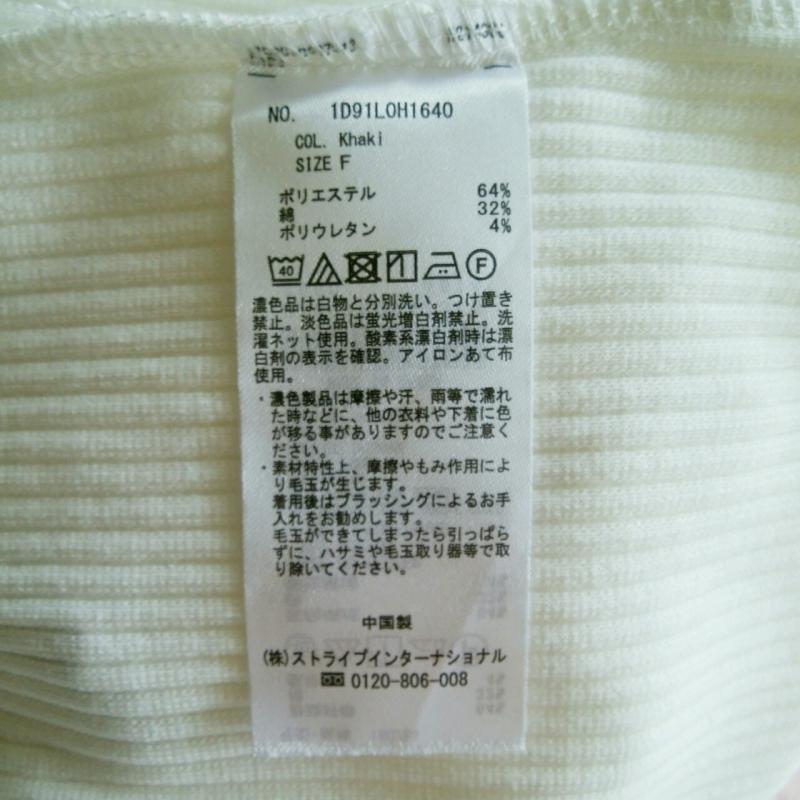 NO. 1D91L0H1640
COL. Khaki
SIZE F
ポリエステル 64%
綿 32%
ポリウレタン 4%
40 F
濃色品は白物と分別洗い。つけ置き
禁止。淡色品は蛍光増白剤禁止。洗
濯ネット使用。酸素系漂白剤時は漂
白剤の表示を確認。アイロンあて布
使用。
・濃色製品は摩擦や汗、雨等で濡れ
た時などに、他の衣料や下着に色
が移る事がありますのでご注意く
ださい。
・素材特性上、摩擦やもみ作用によ
り毛玉が生じます。
着用後はブラッシングによるお手
入れをお勧めします。
毛玉ができてしまったら引っぱら
ずに、ハサミや毛玉取り器等で取
り除いてください。
中国製
(株)ストライプインターナショナル
0120-806-008